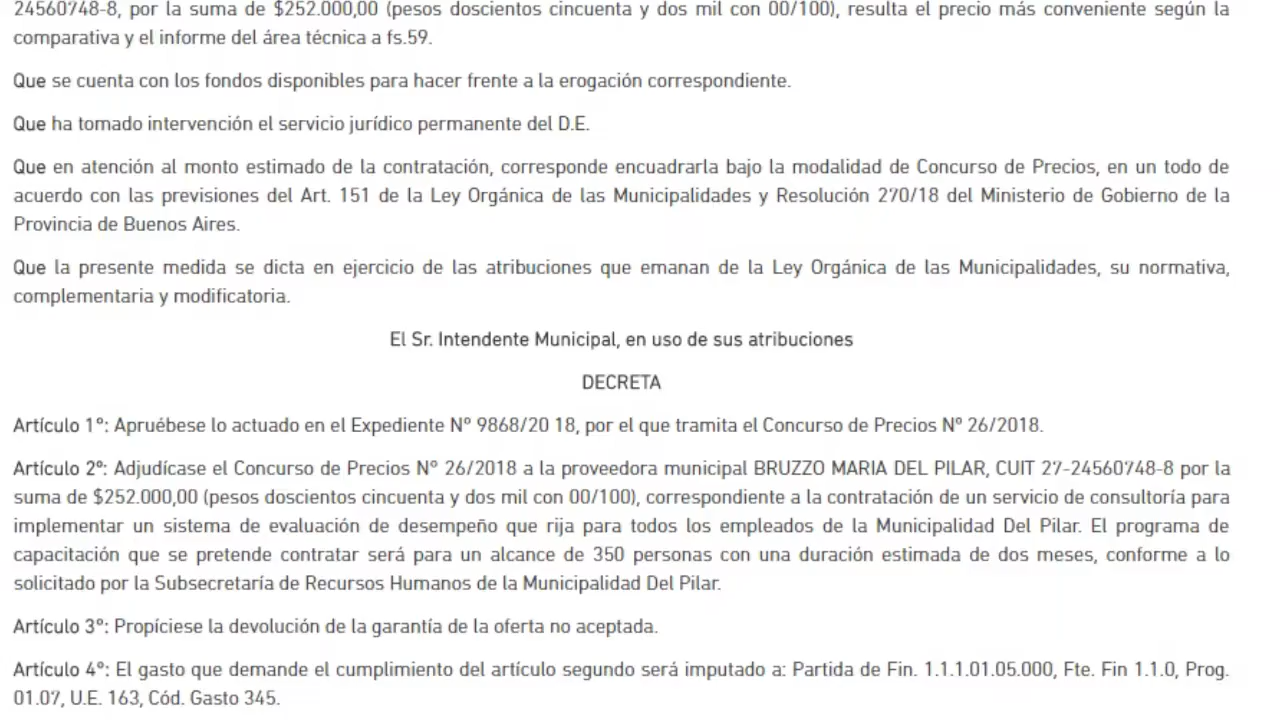 24560748-8, por la suma de $252.000,00 (pesos doscientos cincuenta y dos mil con 00/100), resulta el precio más conveniente según la
comparativa y el informe del área técnica a fs.59.
Que se cuenta con los fondos disponibles para hacer frente a la erogación correspondiente.
Que ha tomado intervención el servicio jurídico permanente del D.E.
Que en atención al monto estimado de la contratación, corresponde encuadrarla bajo la modalidad de Concurso de Precios, en un todo de
acuerdo con las previsiones del Art. 151 de la Ley Orgánica de las Municipalidades y Resolución 270/18 del Ministerio de Gobierno de la
Provincia de Buenos Aires.
Que la presente medida se dicta en ejercicio de las atribuciones que emanan de la Ley Orgánica de las Municipalidades, su normativa,
complementaria y modificatoria.
El Sr. Intendente Municipal, en uso de sus atribuciones
DECRETA
Artículo 1º: Apruébese lo actuado en el Expediente Nº 9868/20 18, por el que tramita el Concurso de Precios Nº 26/2018.
Artículo 2º: Adjudícase el Concurso de Precios N° 26/2018 a la proveedora municipal BRUZZO MARIA DEL PILAR, CUIT 27-24560748-8 por la
suma de $252.000,00 (pesos doscientos cincuenta y dos mil con 00/100), correspondiente a la contratación de un servicio de consultoría para
implementar un sistema de evaluación de desempeño que rija para todos los empleados de la Municipalidad Del Pilar. El programa de
capacitación que se pretende contratar será para un alcance de 350 personas con una duración estimada de dos meses, conforme a lo
solicitado por la Subsecretaría de Recursos Humanos de la Municipalidad Del Pilar.
Artículo 3º: Propíciese la devolución de la garantía de la oferta no aceptada.
Artículo 4º: El gasto que demande el cumplimiento del artículo segundo será imputado a: Partida de Fin. 1.1.1.01.05.000, Fte. Fin 1.1.0, Prog.
01.07, U.E. 163, Cód. Gasto 345.